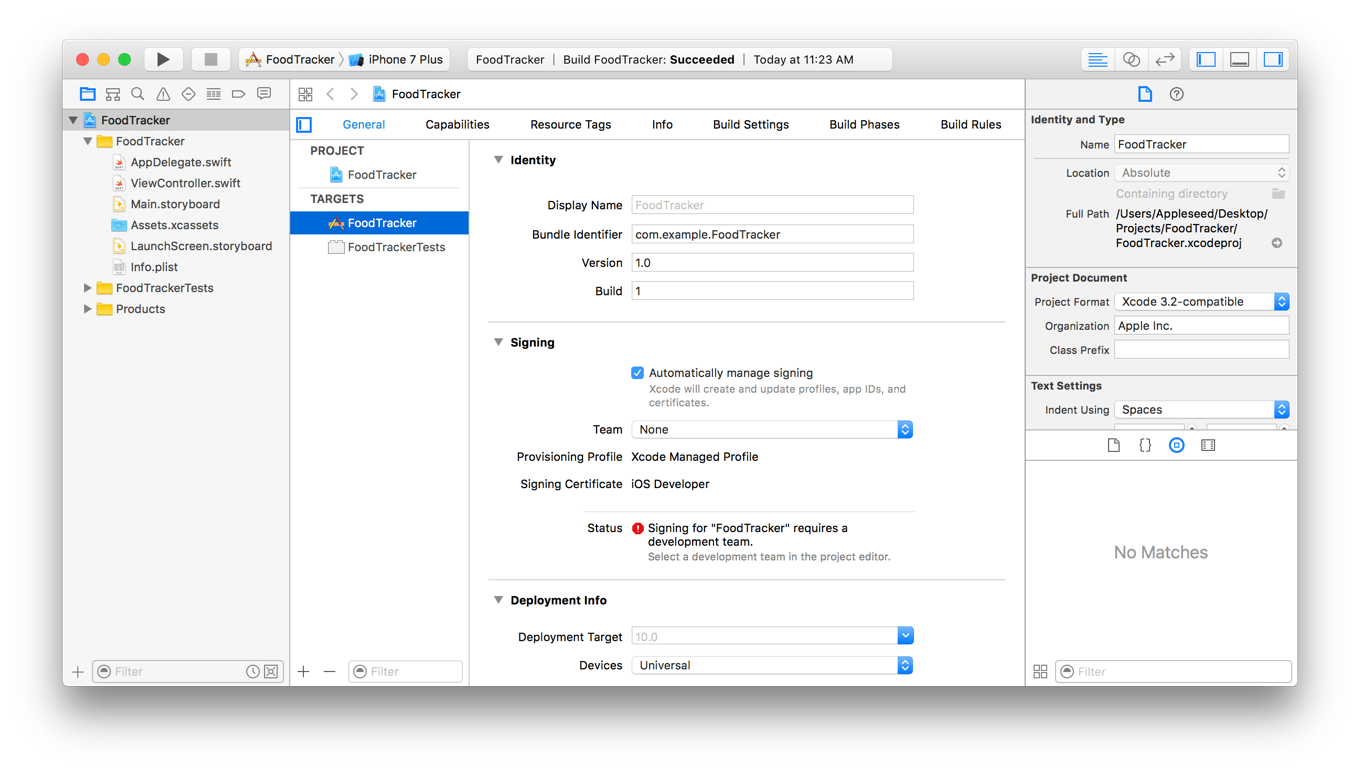 FoodTracker iPhone 7 Plus FoodTracker | Build FoodTracker: Succeeded | Today at 11:23 AM
FoodTracker
FoodTracker
FoodTracker
AppDelegate.swift
ViewController.swift
Main.storyboard
Assets.xcassets
LaunchScreen.storyboard
Info.plist
FoodTrackerTests
Products
Filter
General Capabilities Resource Tags Info Build Settings Build Phases Build Rules
PROJECT
FoodTracker
TARGETS
FoodTracker
FoodTrackerTests
Filter
Identity
Display Name FoodTracker
Bundle Identifier com.example.FoodTracker
Version 1.0
Build 1
Signing
Automatically manage signing
Xcode will create and update profiles, app IDs, and
certificates.
Team None
Provisioning Profile Xcode Managed Profile
Signing Certificate iOS Developer
Status Signing for "FoodTracker" requires a
development team.
Select a development team in the project editor.
Deployment Info
Deployment Target 10.0
Devices Universal
Identity and Type
Name FoodTracker
Location Absolute
Containing directory
Full Path /Users/Appleseed/Desktop/
Projects/FoodTracker/
FoodTracker.xcodeproj
Project Document
Project Format Xcode 3.2-compatible
Organization Apple Inc.
Class Prefix
Text Settings
Indent Using Spaces
No Matches
Filter